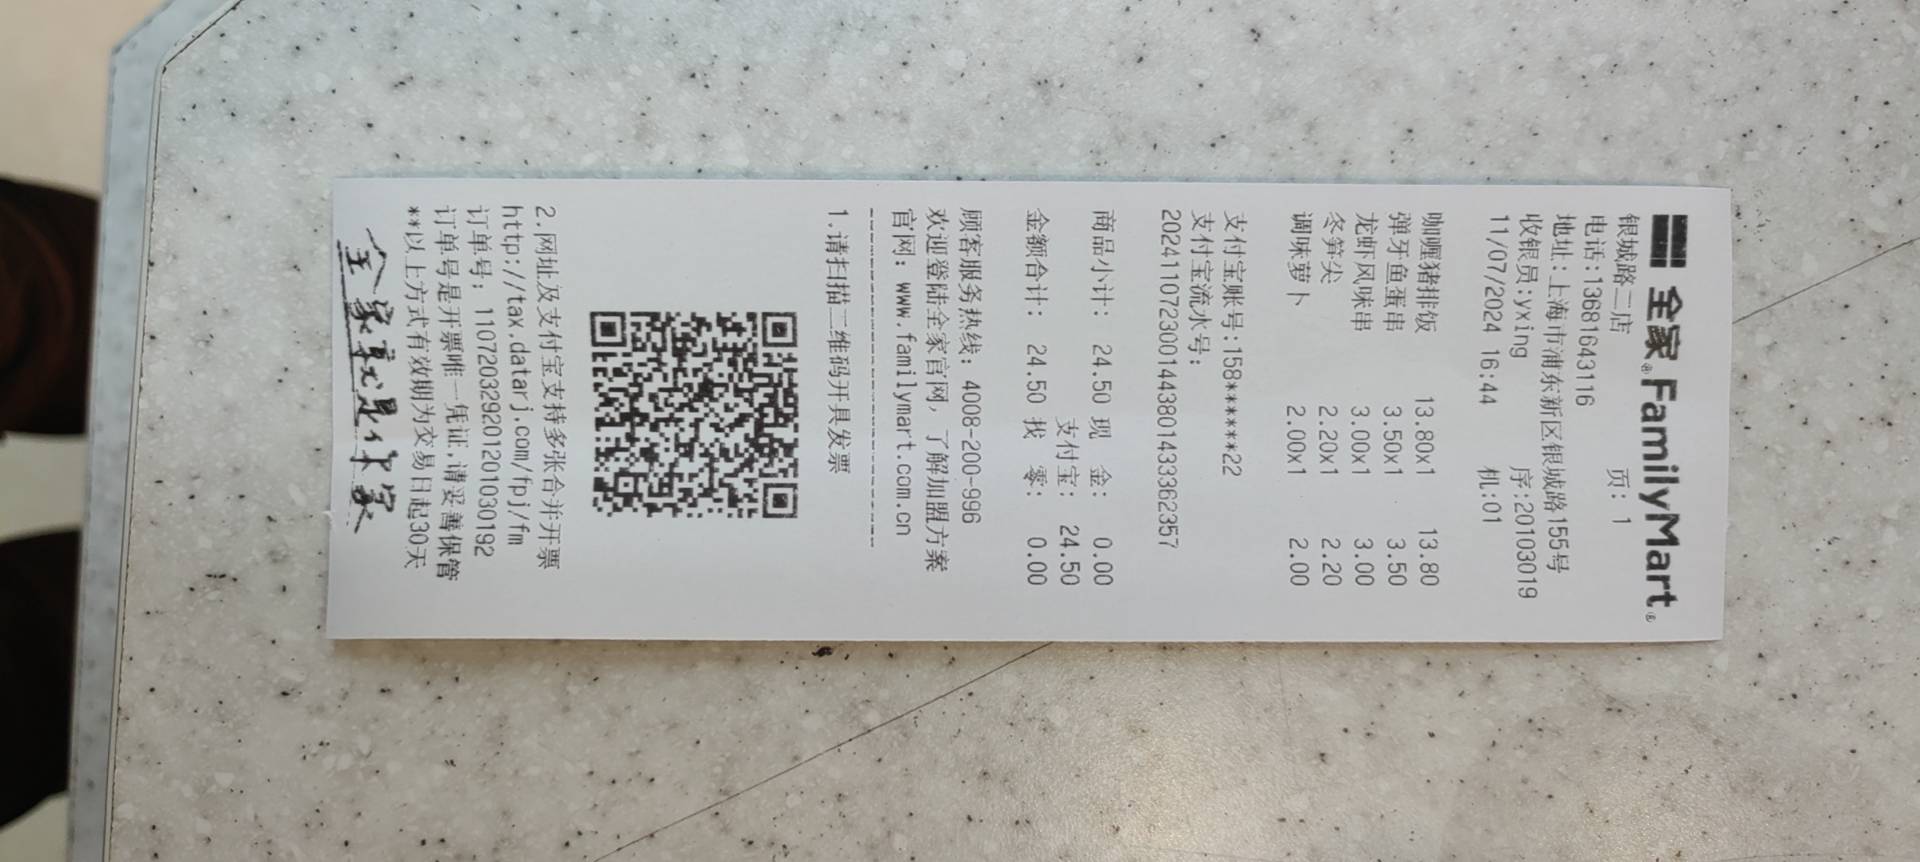 全家 FamilyMart
银城路二店 页: 1
电话:13681643116
地址:上海市浦东新区银城路155号
收银员:yxing 序:20103019
11/07/2024 16:44 机:01
咖喱猪排饭 13.80x1 13.80
弹牙鱼蛋串 3.50x1 3.50
龙虾风味串 3.00x1 3.00
冬笋尖 2.20x1 2.20
调味萝卜 2.00x1 2.00
支付宝账号:158******22
支付宝流水号:
2024110723001443801433362357
商品小计: 24.50 现 金: 0.00
支付宝: 24.50
金额合计: 24.50 找 零: 0.00
顾客服务热线: 4008-200-996
欢迎登陆全家官网, 了解加盟方案
官网: www.familymart.com.cn
1.请扫描二维码开具发票
2.网址及支付宝支持多张合并开票
http://tax.datarj.com/fpj/fm
订单号: 11072032920120103 0192
订单号是开票唯一凭证,请妥善保管
**以上方式有效期为交易日起30天
全家就是你家